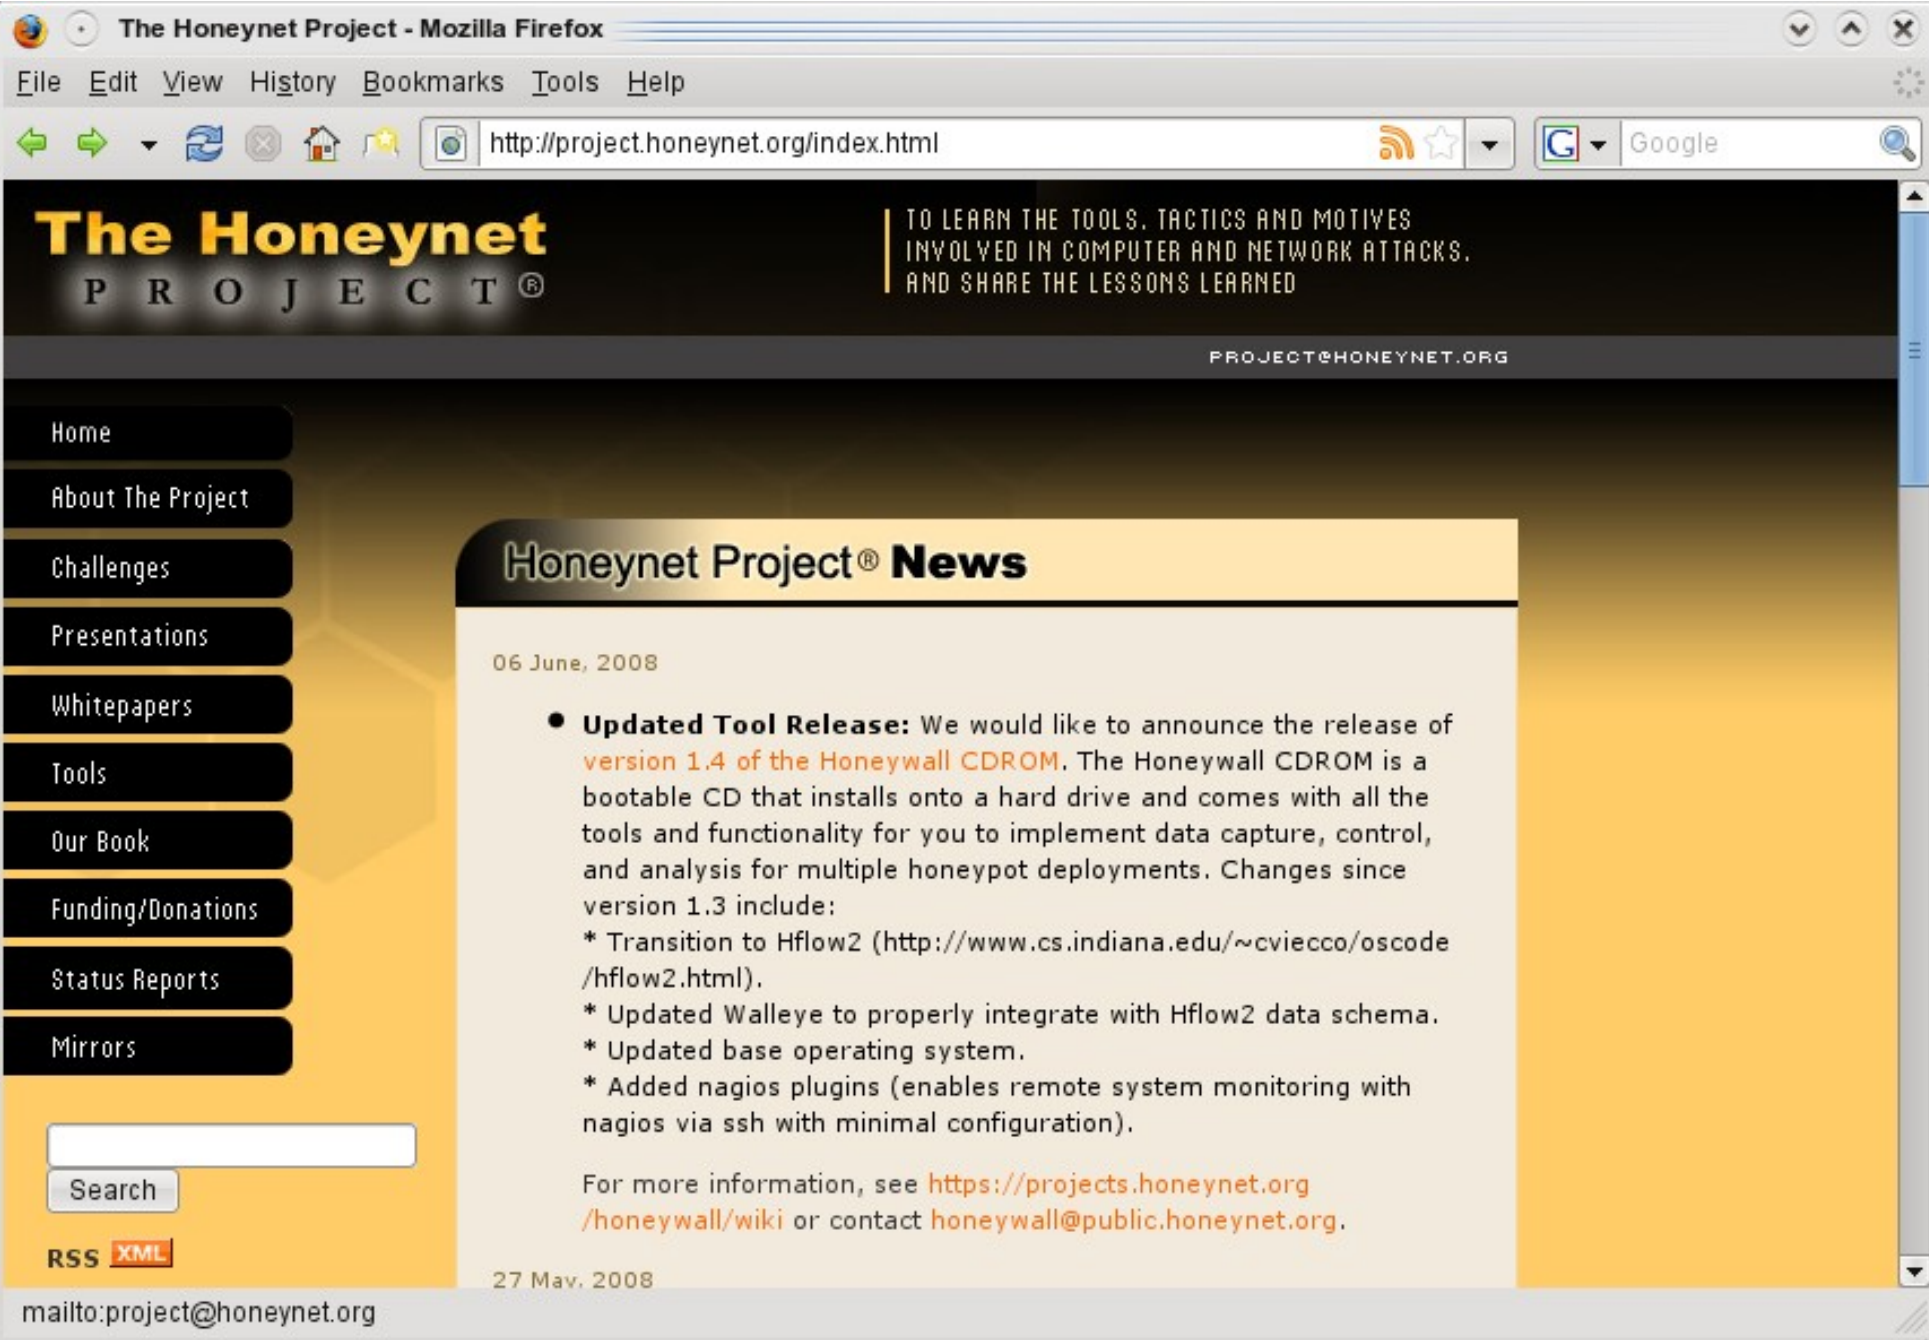 The Honeynet Project - Mozilla Firefox
File Edit View History Bookmarks Tools Help
http://project.honeynet.org/index.html
G Google
The Honeynet
PROJECT®
TO LEARN THE TOOLS, TACTICS AND MOTIVES
INVOLVED IN COMPUTER AND NETWORK ATTACKS,
AND SHARE THE LESSONS LEARNED
PROJECT@HONEYNET.ORG
Home
About The Project
Challenges
Presentations
Whitepapers
Tools
Our Book
Funding/Donations
Status Reports
Mirrors
Search
RSS XML
Honeynet Project® News
06 June, 2008
• Updated Tool Release: We would like to announce the release of
version 1.4 of the Honeywall CDROM. The Honeywall CDROM is a
bootable CD that installs onto a hard drive and comes with all the
tools and functionality for you to implement data capture, control,
and analysis for multiple honeypot deployments. Changes since
version 1.3 include:
* Transition to Hflow2 (http://www.cs.indiana.edu/~cviecco/oscode
/hflow2.html).
* Updated Walleye to properly integrate with Hflow2 data schema.
* Updated base operating system.
* Added nagios plugins (enables remote system monitoring with
nagios via ssh with minimal configuration).
For more information, see https://projects.honeynet.org
/honeywall/wiki or contact honeywall@public.honeynet.org.
27 May, 2008
mailto:project@honeynet.org